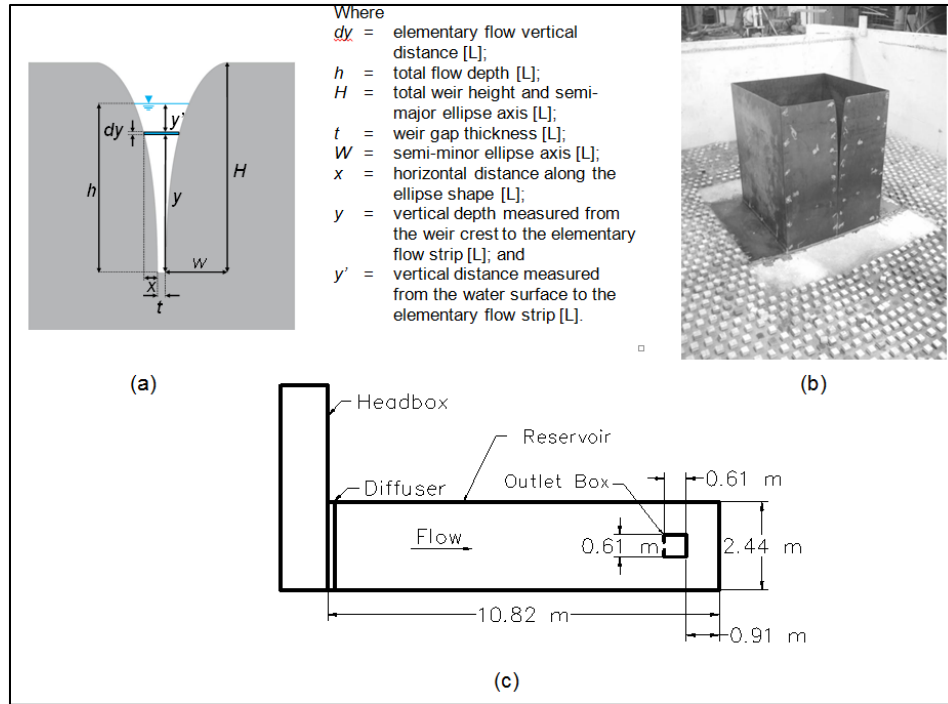 Where
dy = elementary flow vertical
distance [L];
h = total flow depth [L];
H = total weir height and semi-
major ellipse axis [L];
t = weir gap thickness [L];
W = semi-minor ellipse axis [L];
x = horizontal distance along the
ellipse shape [L];
y = vertical depth measured from
the weir crest to the elementary
flow strip [L]; and
y' = vertical distance measured
from the water surface to the
elementary flow strip [L].
y'
dy
h
y
H
W
x
t
(a)
(b)
Headbox
Reservoir
Diffuser
Outlet Box
0.61 m
Flow
0.61 m
2.44 m
10.82 m
0.91 m
(c)